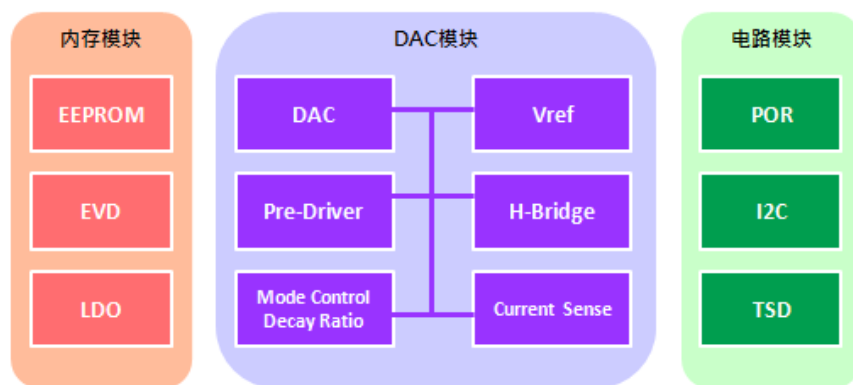 内存模块
EEPROM
EVD
LDO
DAC模块
DAC
Vref
Pre-Driver
H-Bridge
Mode Control
Decay Ratio
Current Sense
电路模块
POR
I2C
TSD